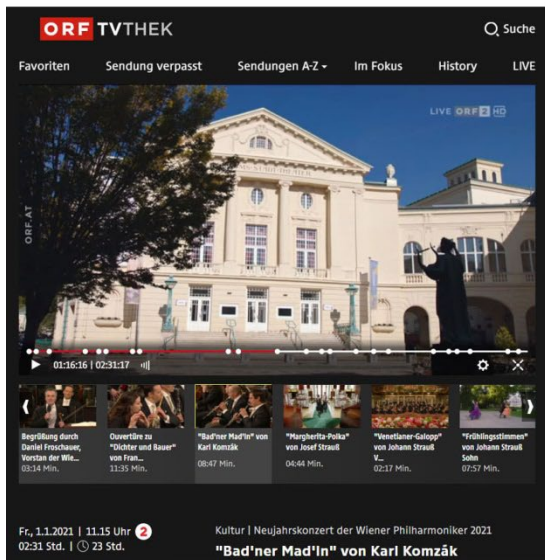 ORF TVTHEK
Suche
Favoriten
Sendung verpasst
Sendungen A-Z
Im Fokus
History
LIVE
LIVE ORF 2 HD
ORF.AT
STADTTHEATER
01:16:16 | 02:31:17
Begrüßung durch
Daniel Froschauer,
Vorstan der Wie...
03:14 Min.
Ouvertüre zu
"Dichter und Bauer"
von Fran...
11:35 Min.
"Bad'ner Mad'ln" von
Karl Komzák
08:47 Min.
"Margherita-Polka"
von Josef Strauß
04:44 Min.
"Venetianer-Galopp"
von Johann Strauß
V...
02:17 Min.
"Frühlingsstimmen"
von Johann Strauß
Sohn
07:57 Min.
Fr., 1.1.2021 | 11.15 Uhr 2
02:31 Std. | 23 Std.
Kultur | Neujahrskonzert der Wiener Philharmoniker 2021
"Bad'ner Mad'ln" von Karl Komzák